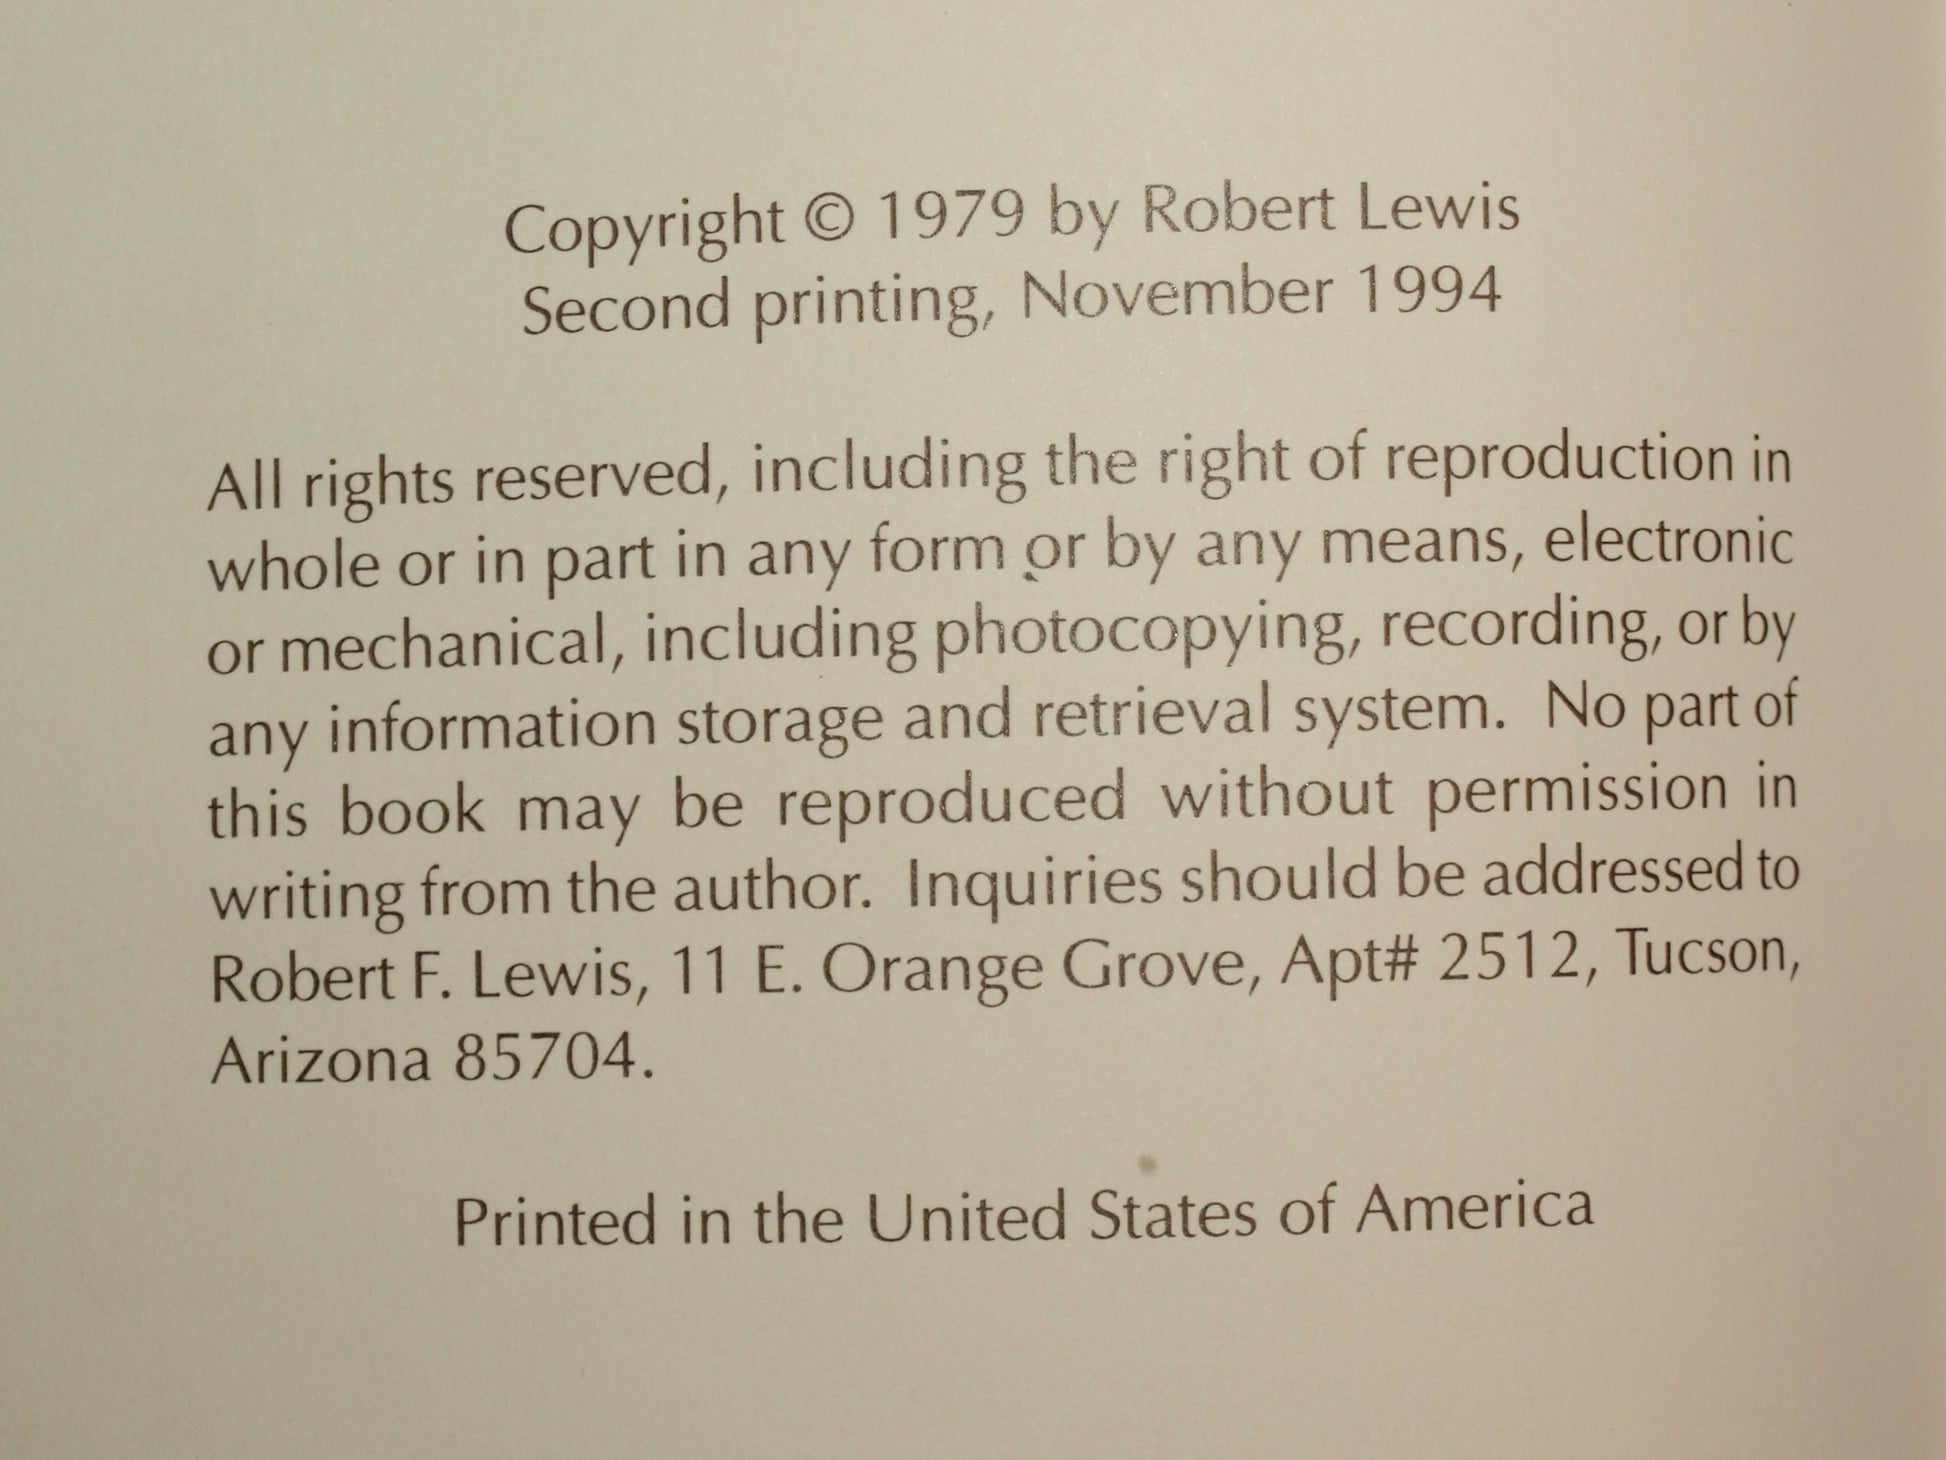 Copyright © 1979 by Robert Lewis
Second printing, November 1994
All rights reserved, including the right of reproduction in
whole or in part in any form or by any means, electronic
or mechanical, including photocopying, recording, or by
any information storage and retrieval system. No part of
this book may be reproduced without permission in
writing from the author. Inquiries should be addressed to
Robert F. Lewis, 11 E. Orange Grove, Apt# 2512, Tucson,
Arizona 85704.
Printed in the United States of America